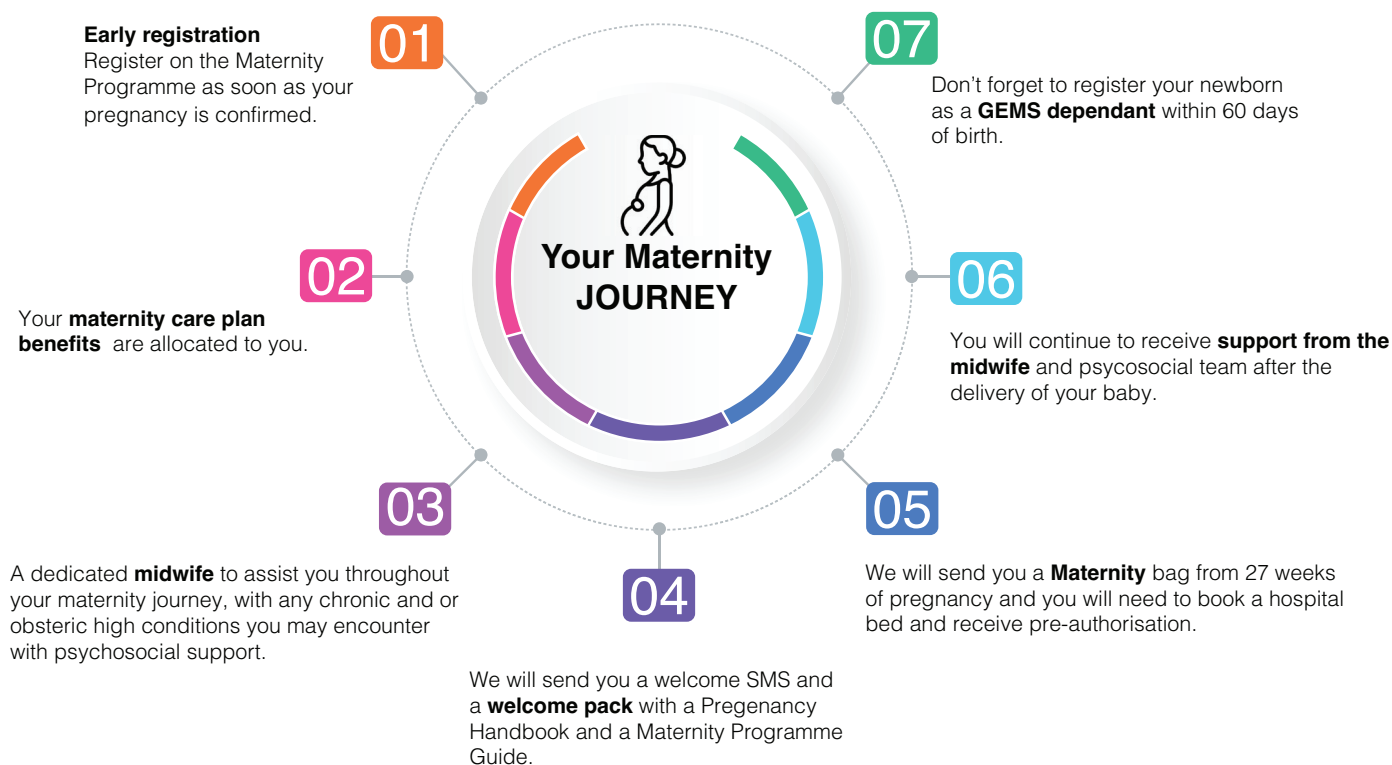 01
Early registration
Register on the Maternity
Programme as soon as your
pregnancy is confirmed.
02
Your maternity care plan
benefits are allocated to you.
03
A dedicated midwife to assist you throughout
your maternity journey, with any chronic and or
obsteric high conditions you may encounter
with psychosocial support.
04
We will send you a welcome SMS and
a welcome pack with a Pregenancy
Handbook and a Maternity Programme
Guide.
05
We will send you a Maternity bag from 27 weeks
of pregnancy and you will need to book a hospital
bed and receive pre-authorisation.
06
You will continue to receive support from the
midwife and psycosocial team after the
delivery of your baby.
07
Don’t forget to register your newborn
as a GEMS dependant within 60 days
of birth.
Your Maternity
JOURNEY